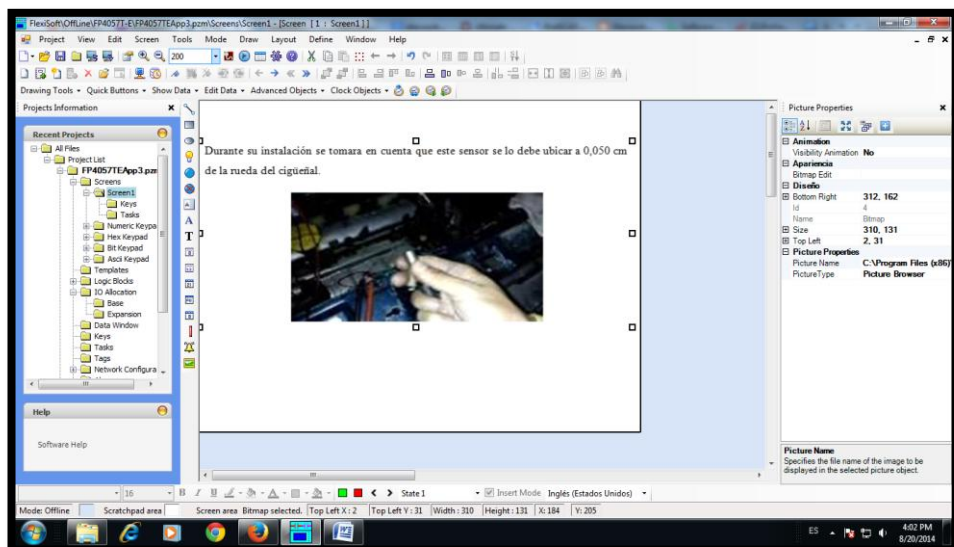 FlexiSoft\OffLine\FP4057T-E\FP4057TEApp3.pzm\Screens\Screen1 - [Screen [ 1 : Screen1 ] ]
Project View Edit Screen Tools Mode Draw Layout Define Window Help
200
Drawing Tools Quick Buttons Show Data Edit Data Advanced Objects Clock Objects
Projects Information
Recent Projects
All Files
Project List
FP4057TEApp3.pzm
Screens
Screen1
Keys
Tasks
Numeric Keypa
Hex Keypad
Bit Keypad
Ascii Keypad
Templates
Logic Blocks
IO Allocation
Base
Expansion
Data Window
Keys
Tasks
Tags
Network Configura
Help
Software Help
Durante su instalación se tomara en cuenta que este sensor se lo debe ubicar a 0,050 cm
de la rueda del cigüeñal.
Picture Properties
Animation
Visibility Animation No
Apariencia
Bitmap Edit
Diseño
Bottom Right 312, 162
Id 4
Name Bitmap
Size 310, 131
Top Left 2, 31
Picture Properties
Picture Name C:\Program Files (x86)
PictureType Picture Browser
Picture Name
Specifies the file name of the image to be
displayed in the selected picture object.
16 B I U State 1 Insert Mode Inglés (Estados Unidos)
Mode: Offline Scratchpad area Screen area Bitmap selected. Top Left X : 2 Top Left Y : 31 Width : 310 Height : 131 X: 184 Y: 205
ES 4:02 PM
8/20/2014